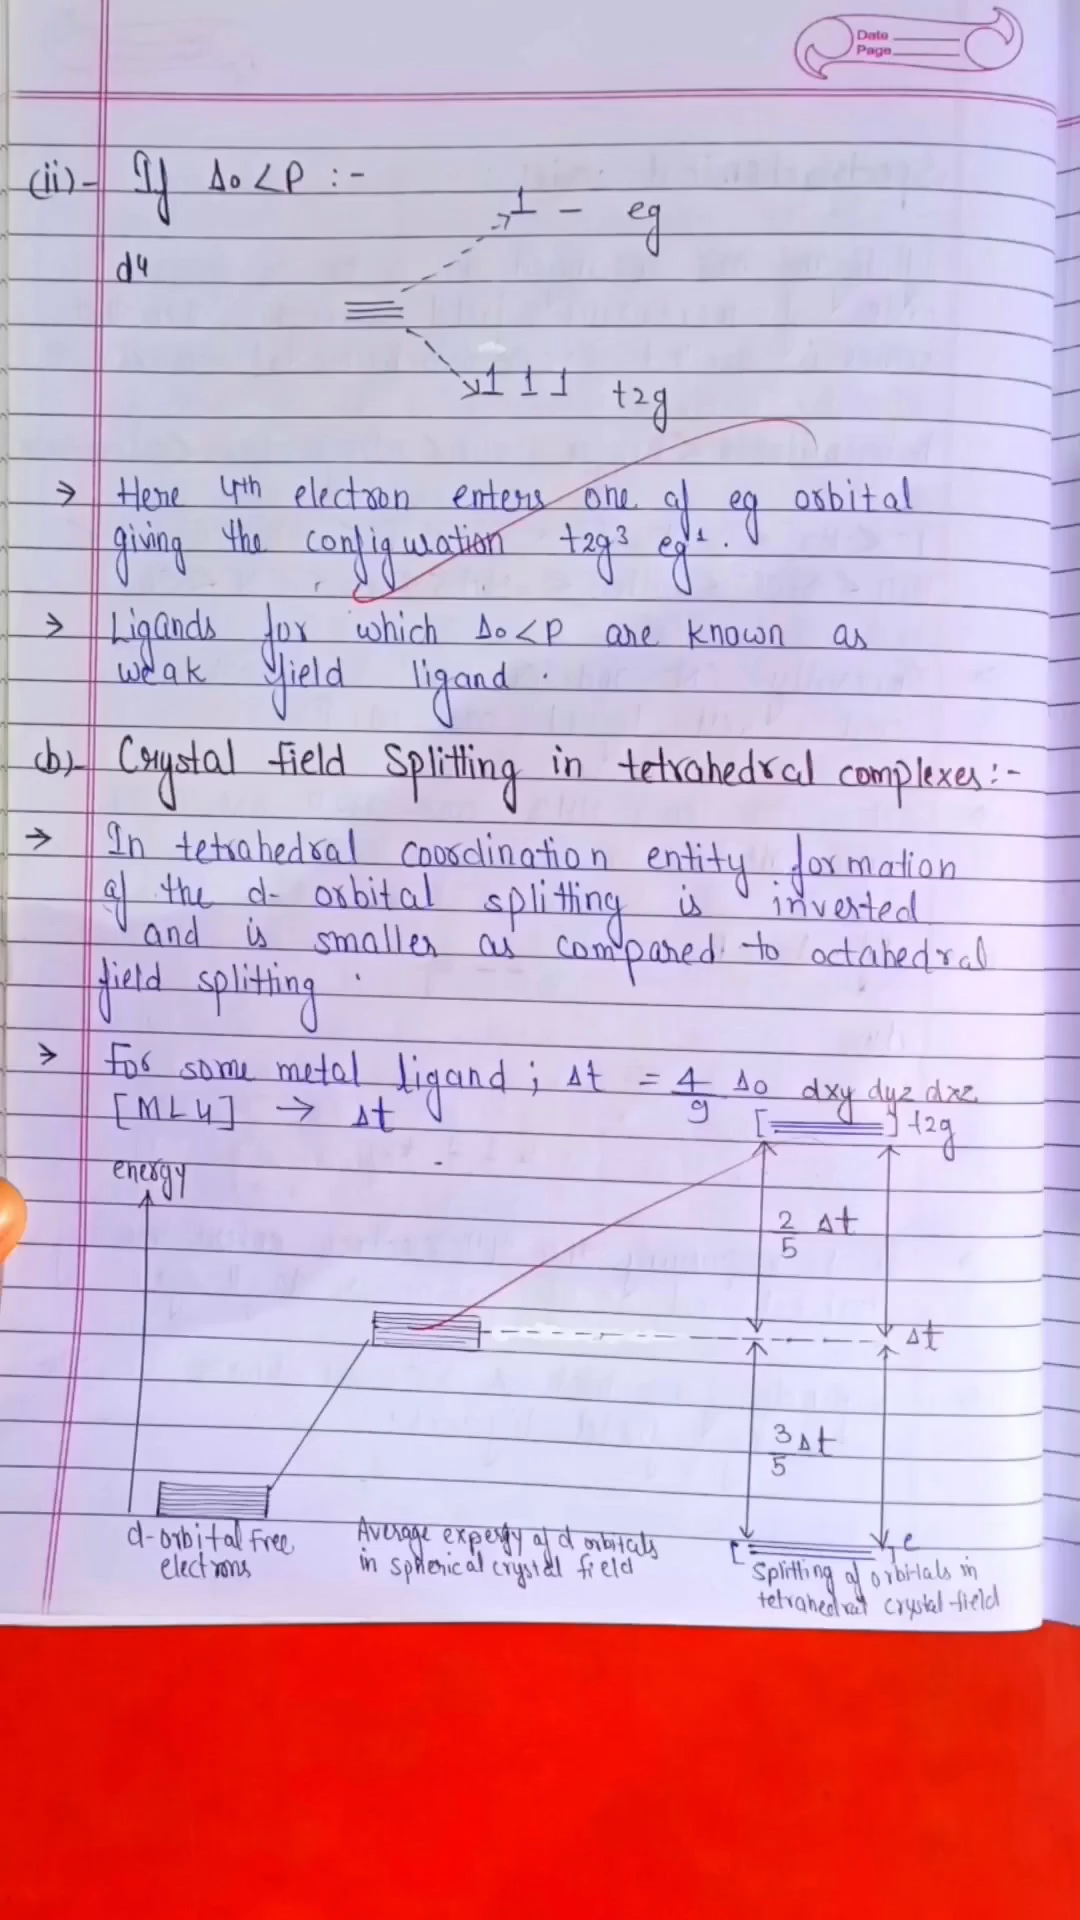 Date
Page
(ii)- If Δo<P :-
1 - eg
d4
1 1 1 t2g
→ Here 4th electron enters one of eg orbital
giving the configuration t2g³ eg¹.
→ Ligands for which Δo<P are known as
weak field ligand.
(b)- Crystal field splitting in tetrahedral complexes:-
→ In tetrahedral coordination entity formation
of the d- orbital splitting is inverted
and is smaller as compared to octahedral
field splitting.
→ For some metal ligand ; Δt = 4/9 Δo dxy dyz dxz
[ML4] → Δt [ ] t2g
energy
2/5 Δt
Δt
3/5 Δt
[ ] e
d-orbital free electrons
Average expergy of d orbitals
in spherical crystal field
Splitting of orbitals in
tetrahedral crystal field